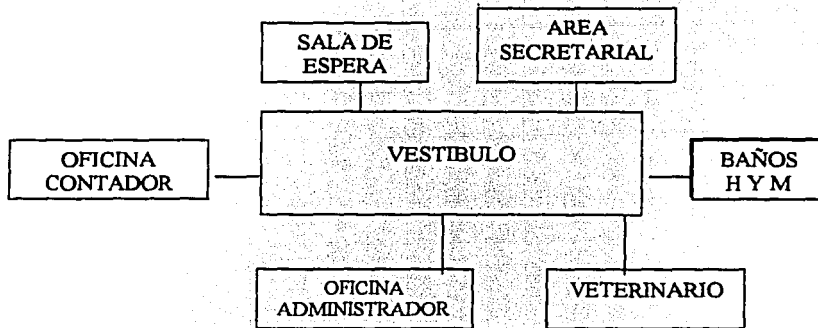 SALA DE
ESPERA
AREA
SECRETARIAL
OFICINA
CONTADOR
VESTIBULO
BAÑOS
H Y M
OFICINA
ADMINISTRADOR
VETERINARIO